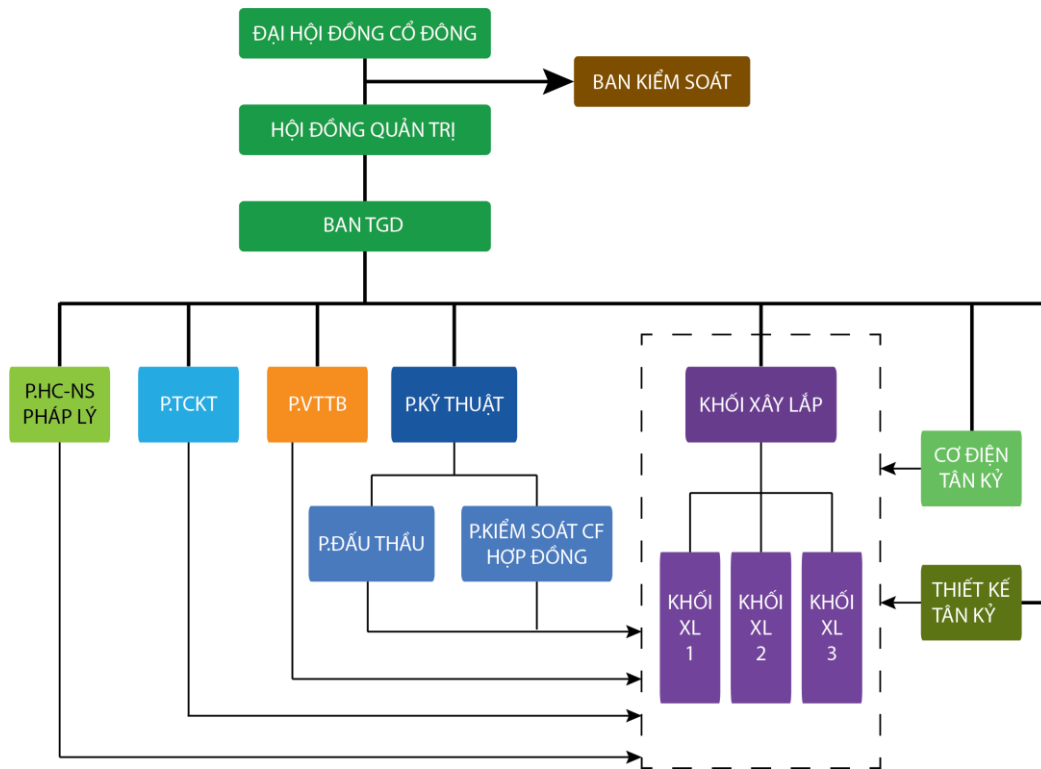 ĐẠI HỘI ĐỒNG CỔ ĐÔNG
BAN KIỂM SOÁT
HỘI ĐỒNG QUẢN TRỊ
BAN TGD
P.HC-NS
PHÁP LÝ
P.TCKT
P.VTTB
P.KỸ THUẬT
KHỐI XÂY LẮP
CƠ ĐIỆN
TÂN KỶ
P.ĐẤU THẦU
P.KIỂM SOÁT CF
HỢP ĐỒNG
KHỐI
XL
1
KHỐI
XL
2
KHỐI
XL
3
THIẾT KẾ
TÂN KỶ